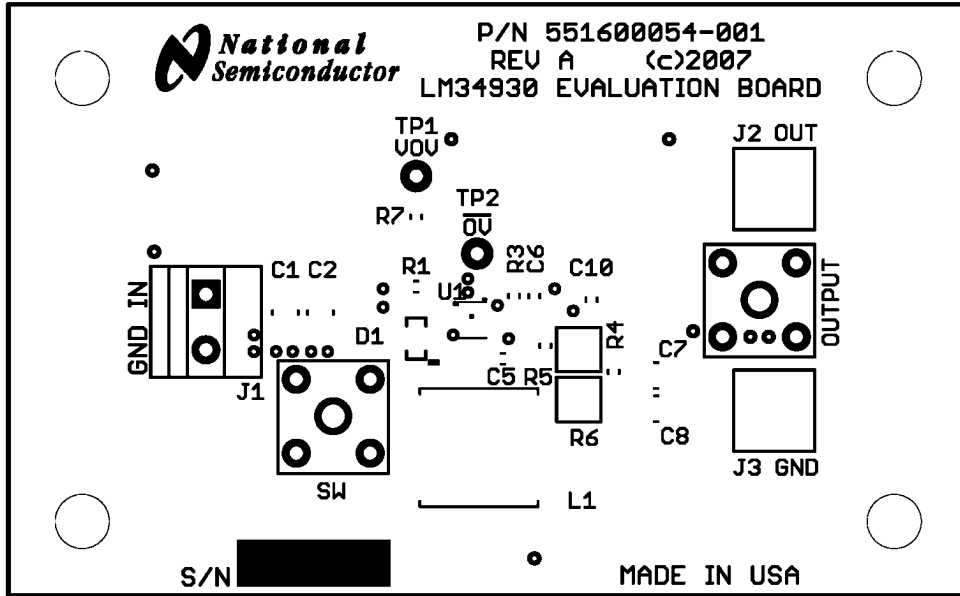 National
Semiconductor
P/N 551600054-001
REV A (c)2007
LM34930 EVALUATION BOARD
TP1
VOV
J2 OUT
TP2
OV
R7
R3
C6
C10
R1
U1
C1 C2
GND IN
OUTPUT
D1
R4
C7
C5 R5
J1
R6
C8
J3 GND
SW
L1
S/N
MADE IN USA